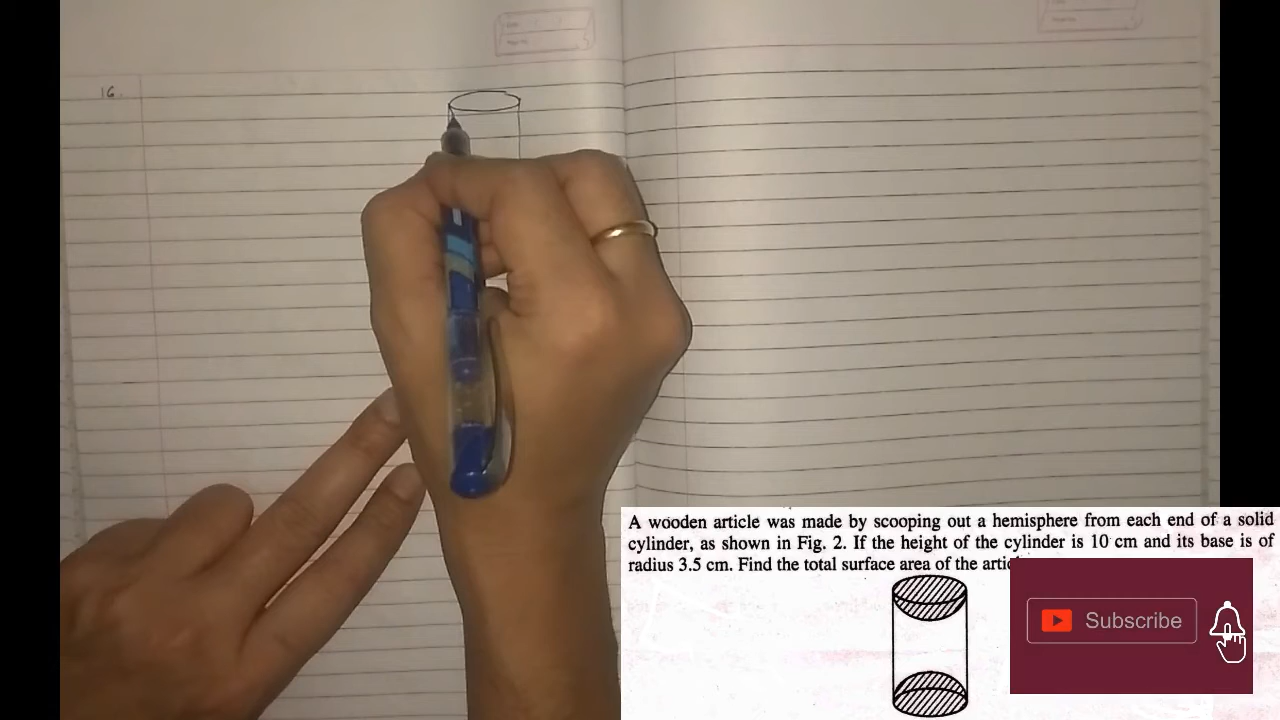 16.
A wooden article was made by scooping out a hemisphere from each end of a solid
cylinder, as shown in Fig. 2. If the height of the cylinder is 10 cm and its base is of
radius 3.5 cm. Find the total surface area of the
Subscribe